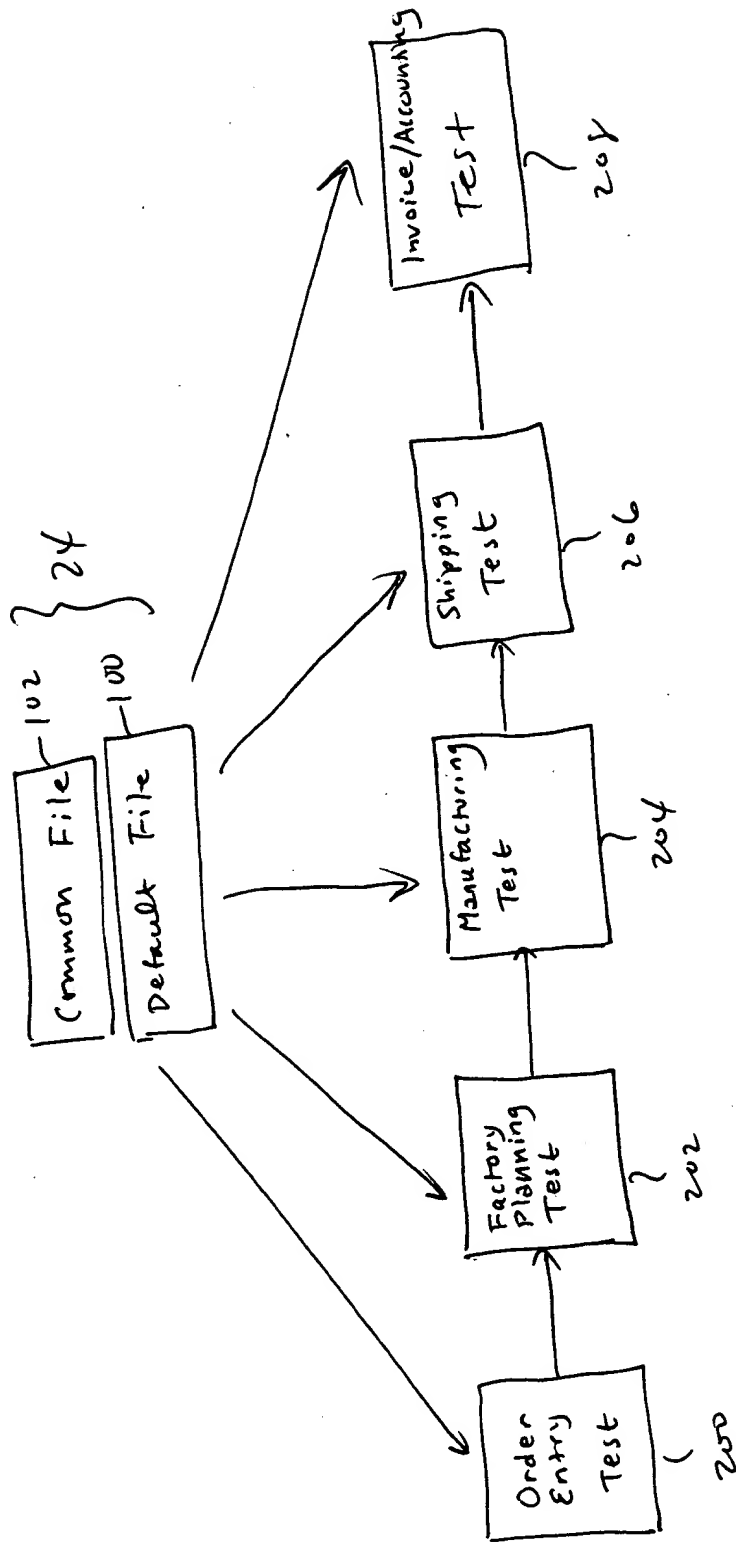 Common File
102
Default File
100
24
Order
Entry
Test
200
Factory
Planning
Test
202
Manufacturing
Test
204
Shipping
Test
206
Invoice/Accounting
Test
208